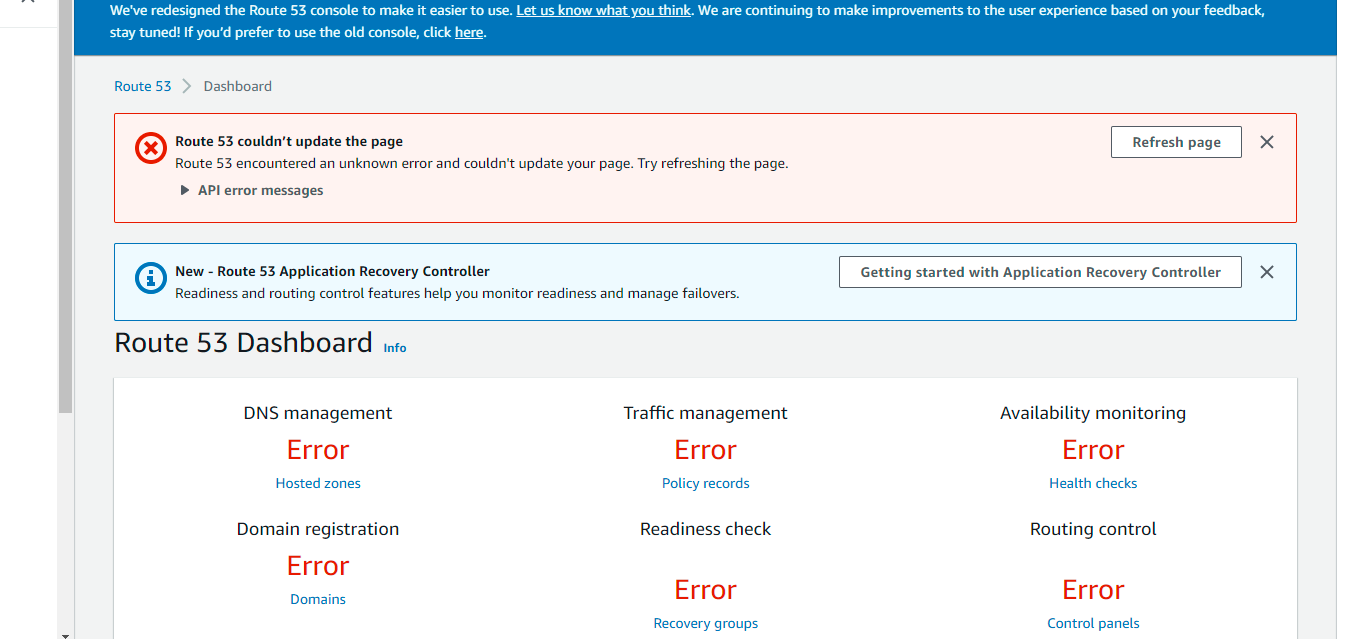 We've redesigned the Route 53 console to make it easier to use. Let us know what you think. We are continuing to make improvements to the user experience based on your feedback,
stay tuned! If you'd prefer to use the old console, click here.
Route 53 > Dashboard
Route 53 couldn’t update the page
Refresh page
Route 53 encountered an unknown error and couldn't update your page. Try refreshing the page.
API error messages
New - Route 53 Application Recovery Controller
Getting started with Application Recovery Controller
Readiness and routing control features help you monitor readiness and manage failovers.
Route 53 Dashboard Info
DNS management
Error
Hosted zones
Traffic management
Error
Policy records
Availability monitoring
Error
Health checks
Domain registration
Error
Domains
Readiness check
Error
Recovery groups
Routing control
Error
Control panels